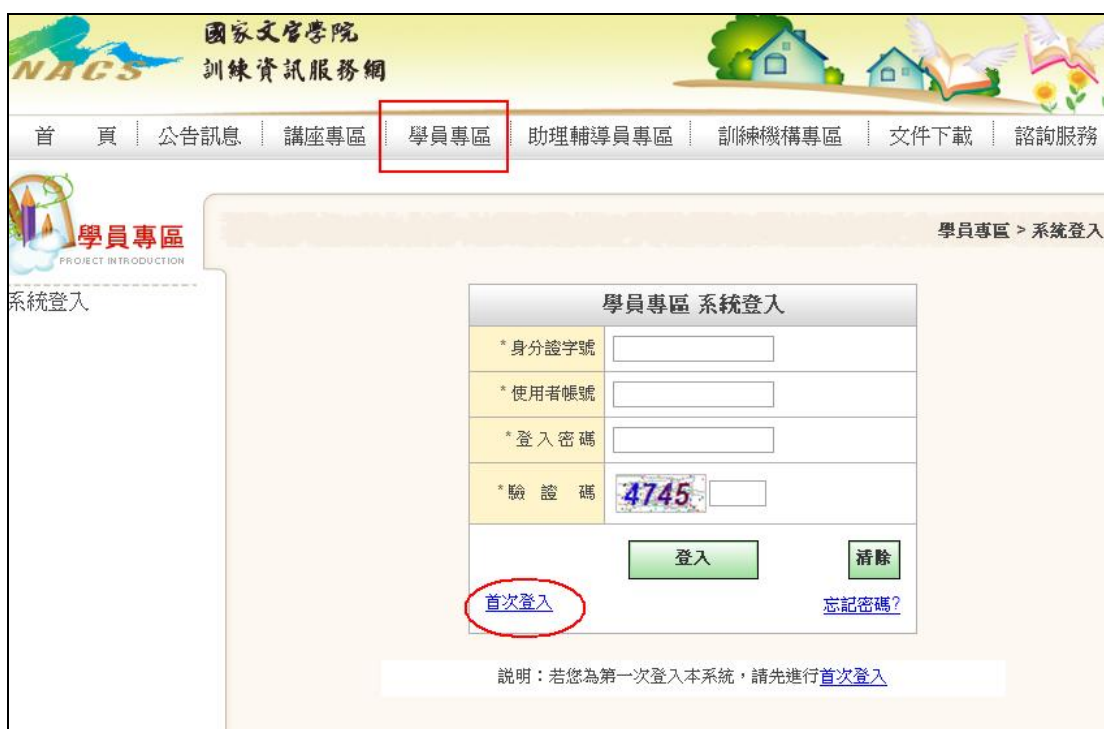 國家文官學院
NACS
訓練資訊服務網
首 頁 公告訊息 講座專區 學員專區 助理輔導員專區 訓練機構專區 文件下載 諮詢服務
學員專區
PROJECT INTRODUCTION
學員專區 > 系統登入
系統登入
學員專區 系統登入
*身分證字號
*使用者帳號
*登入密碼
*驗 證 碼 4745
登入 清除
首次登入 忘記密碼?
說明：若您為第一次登入本系統，請先進行首次登入